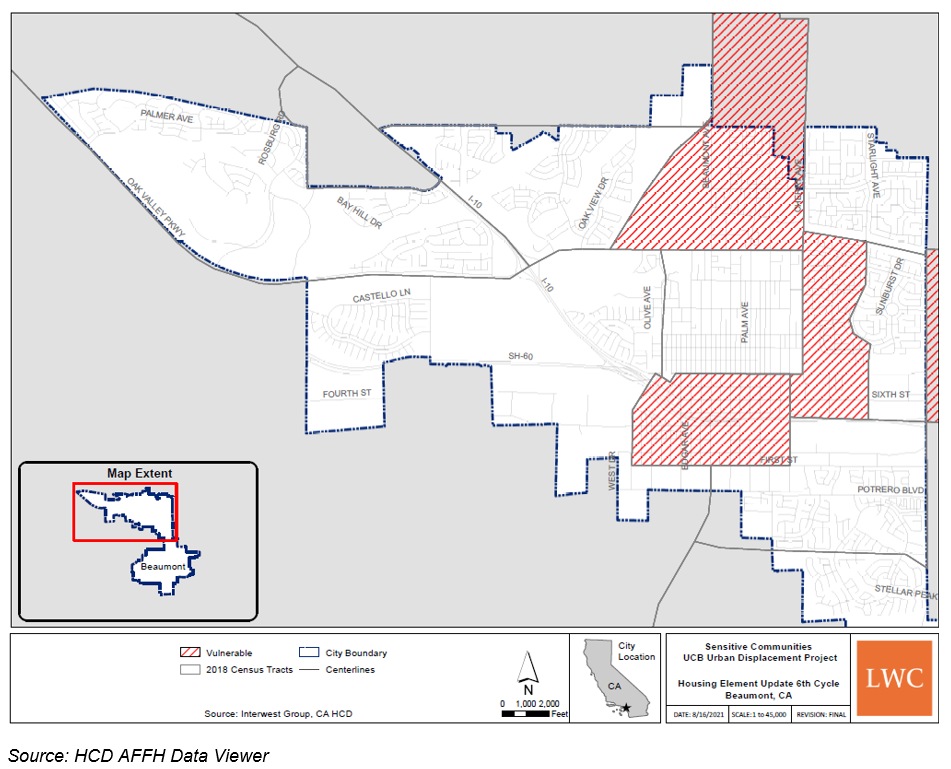 PALMER AVE
ROSBURG
OAK VALLEY PKWY
BAY HILL DR
I-10
OAK VIEW DR
BEAUMONT AVE
CHERRY AVE
STARLIGHT AVE
CASTELLO LN
I-10
OLIVE AVE
PALM AVE
SUNBURST DR
SH-60
FOURTH ST
SIXTH ST
WEST DR
EDGAR AVE
FIRST ST
POTRERO BLVD
STELLAR PEAK
Map Extent
Beaumont
Vulnerable
City Boundary
2018 Census Tracts
Centerlines
Source: Interwest Group, CA HCD
N
0 1,000 2,000
Feet
City
Location
CA
Sensitive Communities
UCB Urban Displacement Project
Housing Element Update 6th Cycle
Beaumont, CA
DATE: 8/16/2021 SCALE:1 to 45,000 REVISION: FINAL
LWC
Source: HCD AFFH Data Viewer